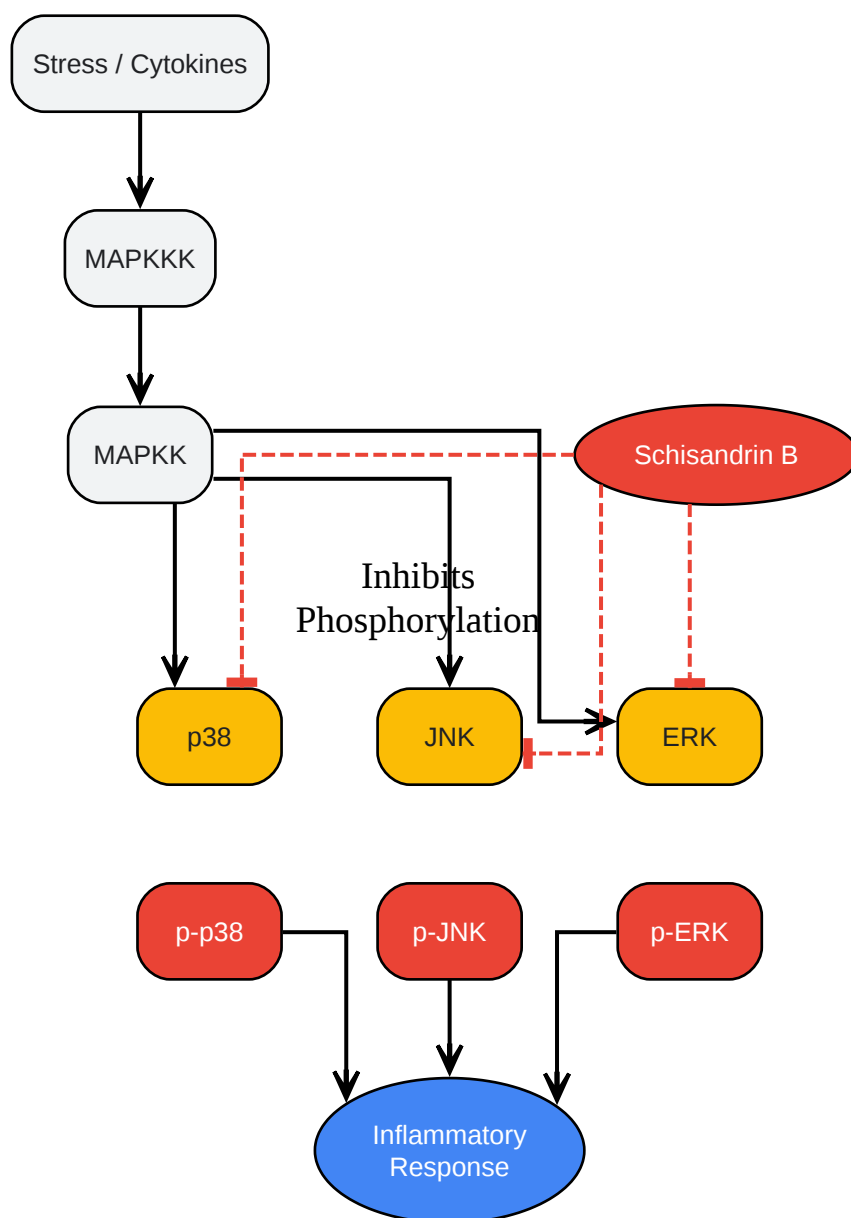 Stress / Cytokines
MAPKKK
MAPKK
Schisandrin B
Inhibits
Phosphorylation
p38
JNK
ERK
p-p38
p-JNK
p-ERK
Inflammatory
Response